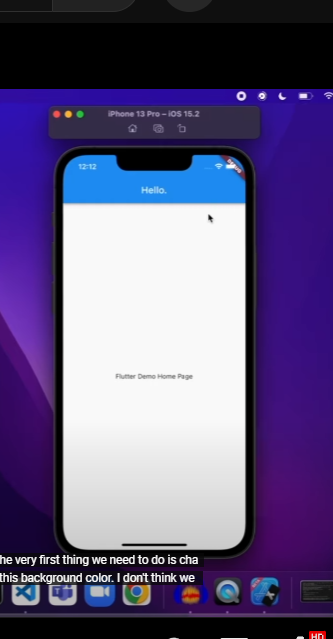 iPhone 13 Pro – iOS 15.2
12:12
Hello.
Flutter Demo Home Page
he very first thing we need to do is cha
this background color. I don't think we
HD